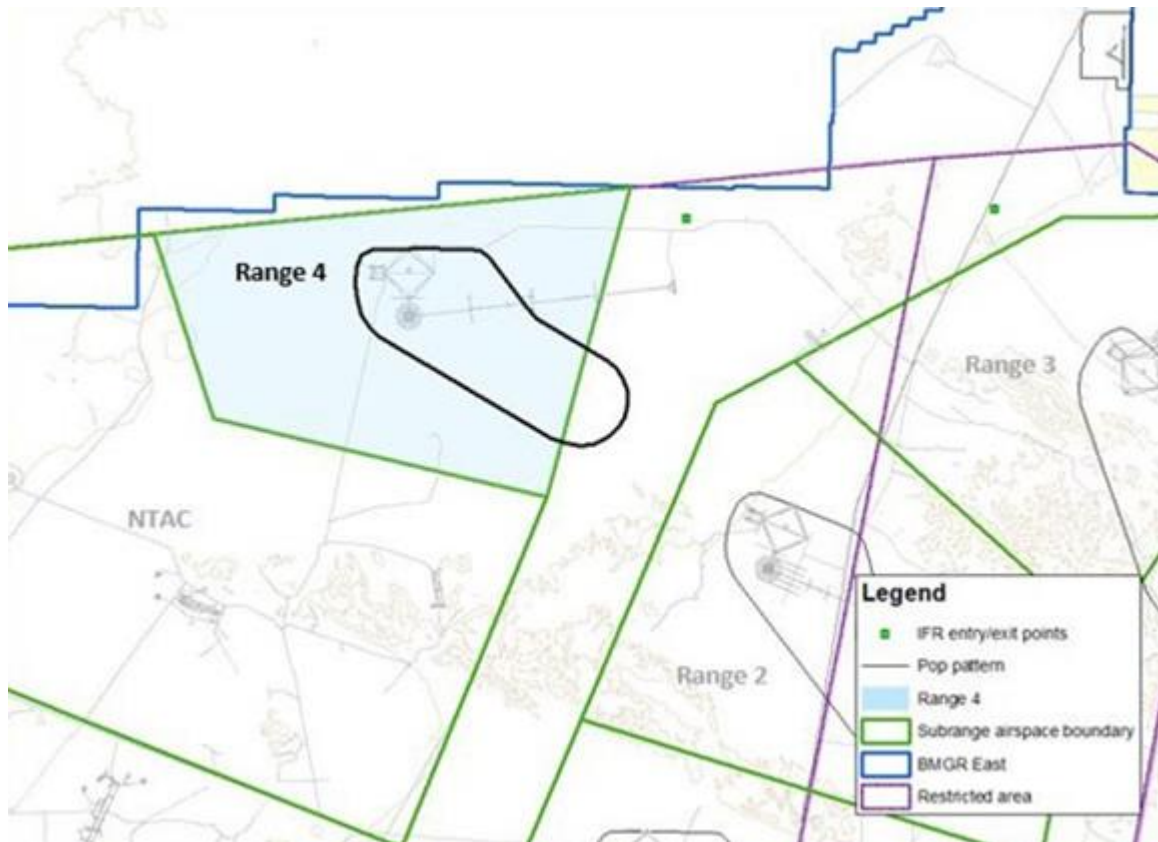 Range 4
Range 3
NTAC
Range 2
Legend
IFR entry/exit points
Pop pattern
Range 4
Subrange airspace boundary
BMGR East
Restricted area